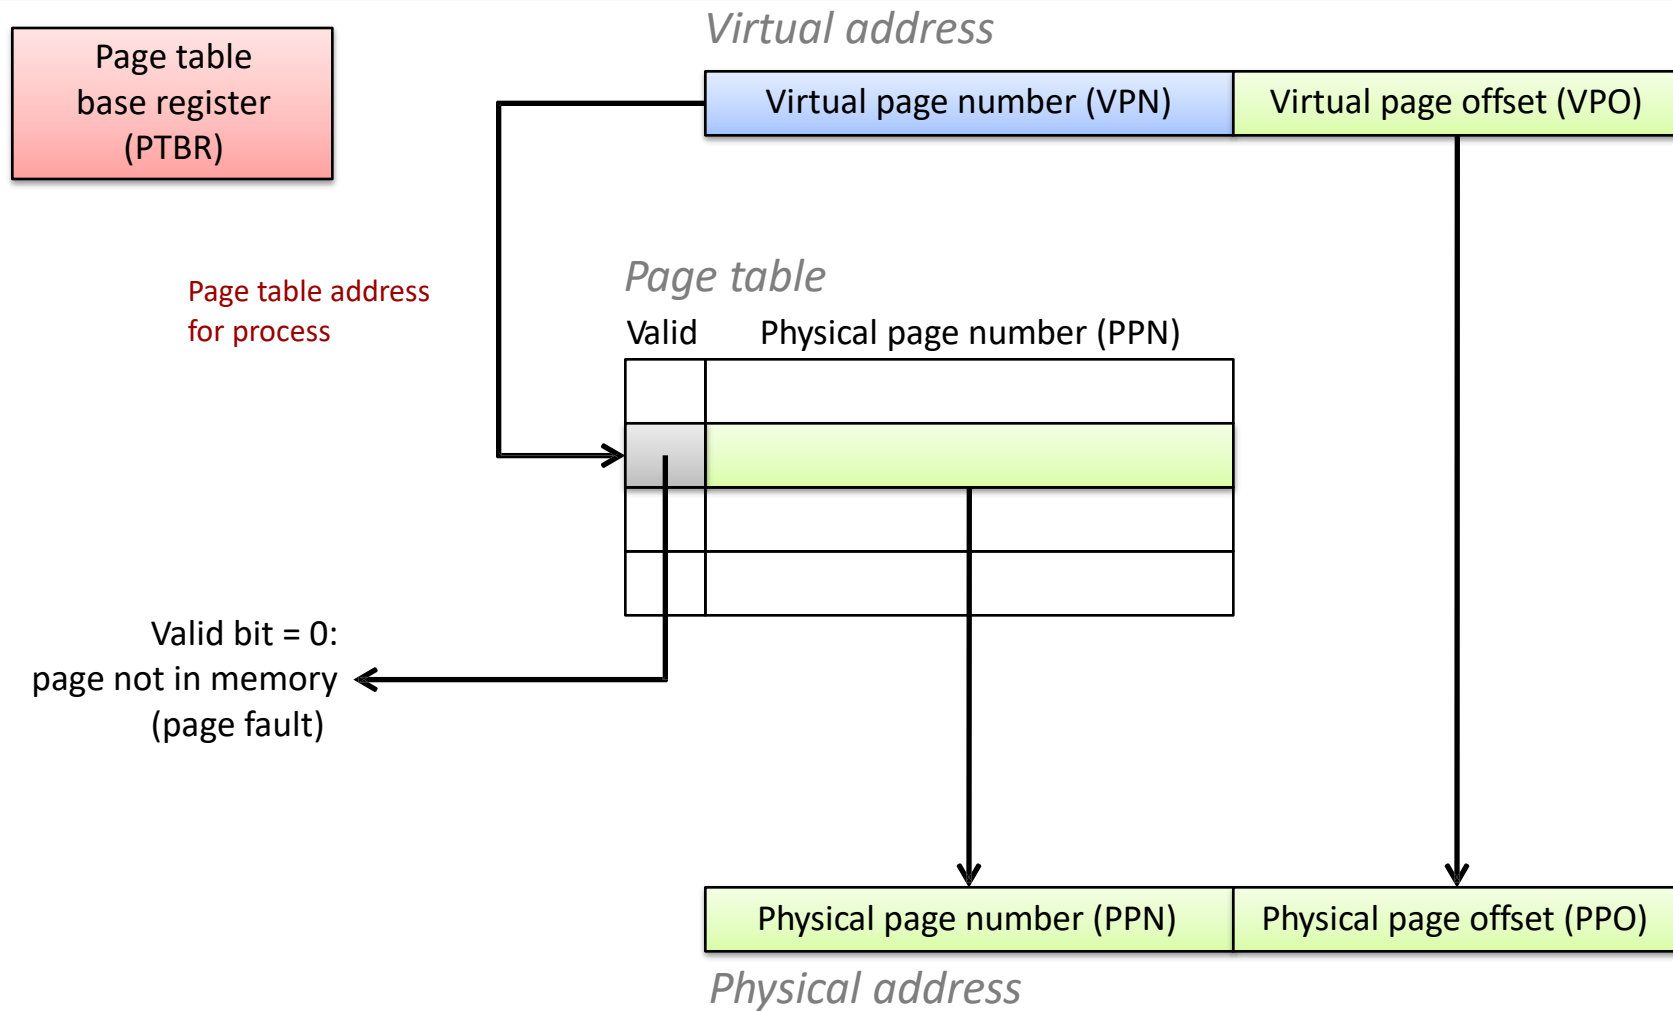 Virtual address
Page table
base register
(PTBR)
Virtual page number (VPN)
Virtual page offset (VPO)
Page table address
for process
Page table
Valid
Physical page number (PPN)
Valid bit = 0:
page not in memory
(page fault)
Physical page number (PPN)
Physical page offset (PPO)
Physical address